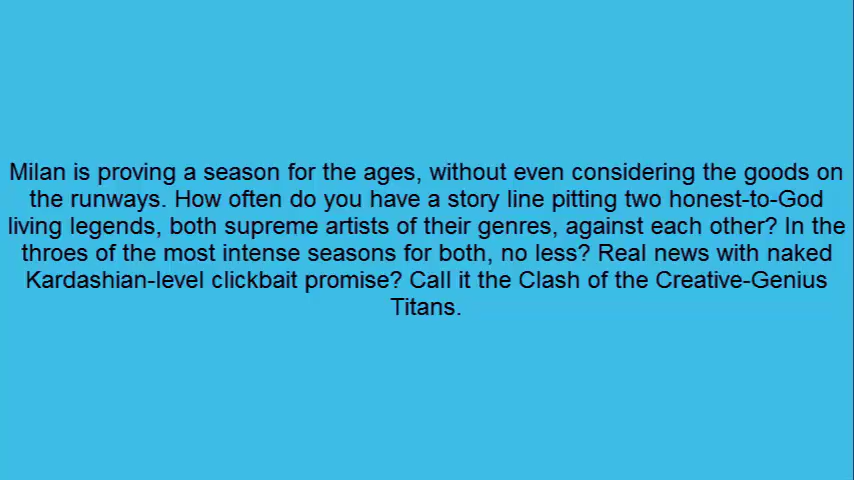 Milan is proving a season for the ages, without even considering the goods on
the runways. How often do you have a story line pitting two honest-to-God
living legends, both supreme artists of their genres, against each other? In the
throes of the most intense seasons for both, no less? Real news with naked
Kardashian-level clickbait promise? Call it the Clash of the Creative-Genius
Titans.